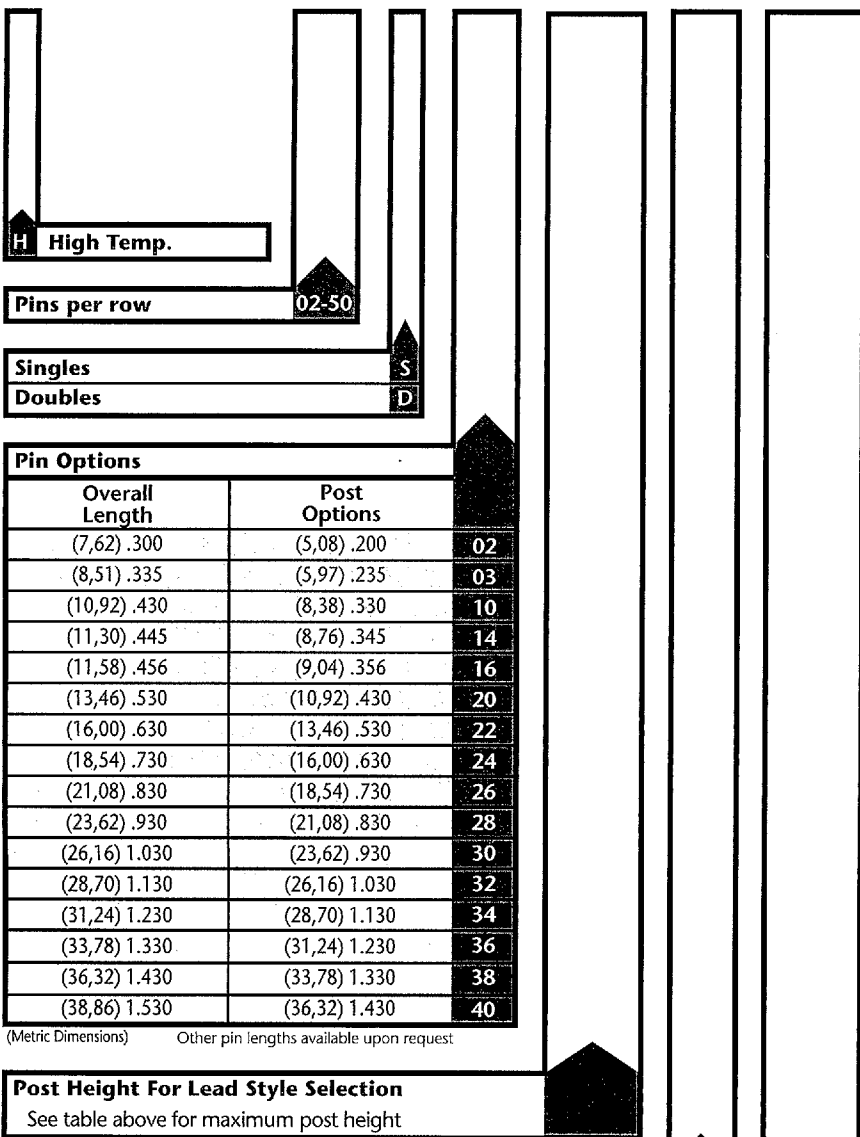 H High Temp.
Pins per row 02-50
Singles S
Doubles D
Pin Options
Overall Length Post Options
(7,62) .300 (5,08) .200 02
(8,51) .335 (5,97) .235 03
(10,92) .430 (8,38) .330 10
(11,30) .445 (8,76) .345 14
(11,58) .456 (9,04) .356 16
(13,46) .530 (10,92) .430 20
(16,00) .630 (13,46) .530 22
(18,54) .730 (16,00) .630 24
(21,08) .830 (18,54) .730 26
(23,62) .930 (21,08) .830 28
(26,16) 1.030 (23,62) .930 30
(28,70) 1.130 (26,16) 1.030 32
(31,24) 1.230 (28,70) 1.130 34
(33,78) 1.330 (31,24) 1.230 36
(36,32) 1.430 (33,78) 1.330 38
(38,86) 1.530 (36,32) 1.430 40
(Metric Dimensions) Other pin lengths available upon request
Post Height For Lead Style Selection
See table above for maximum post height